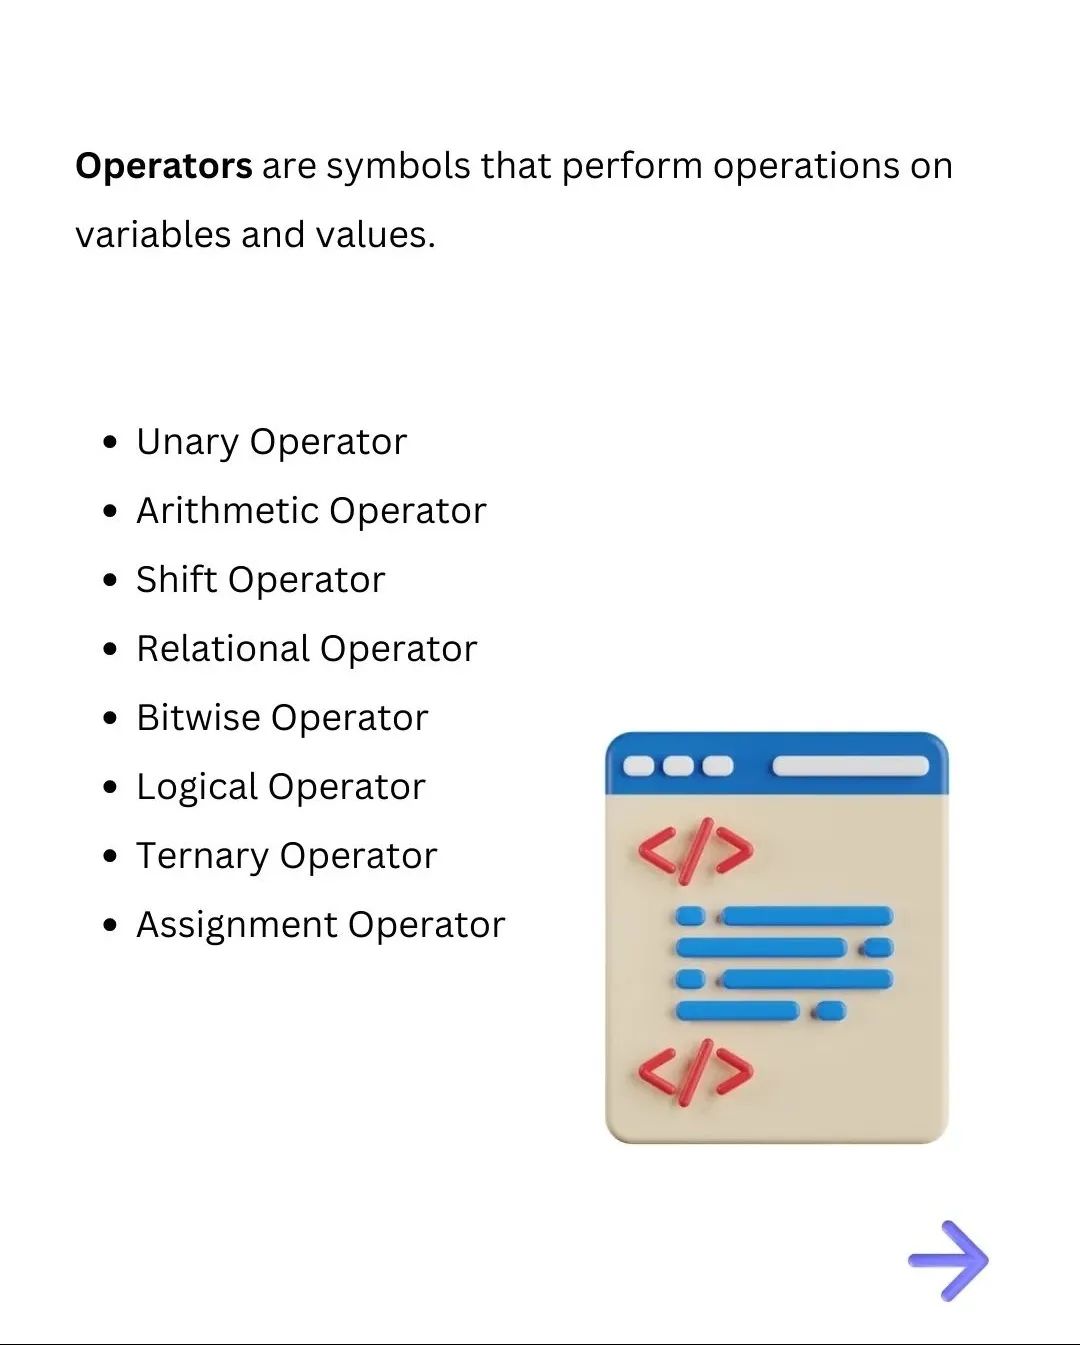 Operators are symbols that perform operations on
variables and values.
• Unary Operator
• Arithmetic Operator
• Shift Operator
• Relational Operator
• Bitwise Operator
• Logical Operator
• Ternary Operator
• Assignment Operator
</>
</>